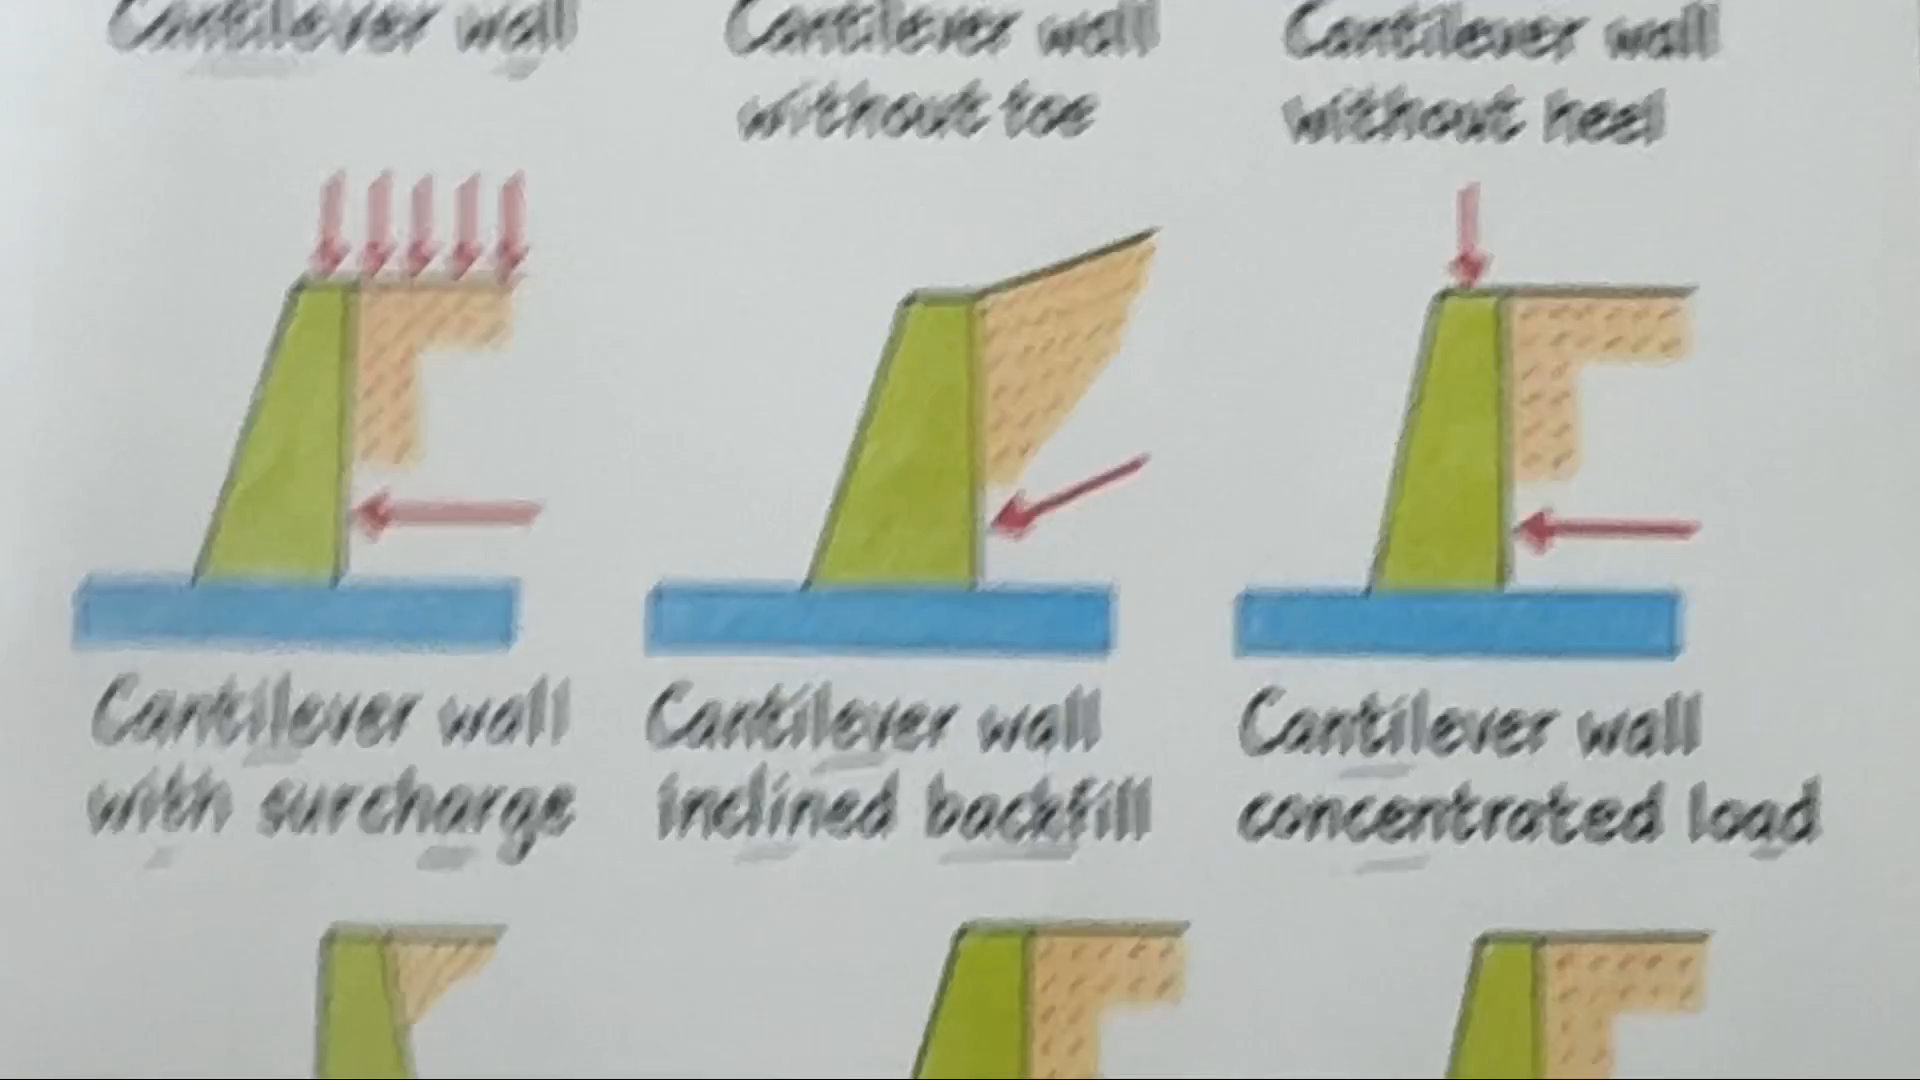 Cantilever wall
Cantilever wall
without toe
Cantilever wall
without heel
Cantilever wall
with surcharge
Cantilever wall
inclined backfill
Cantilever wall
concentrated load